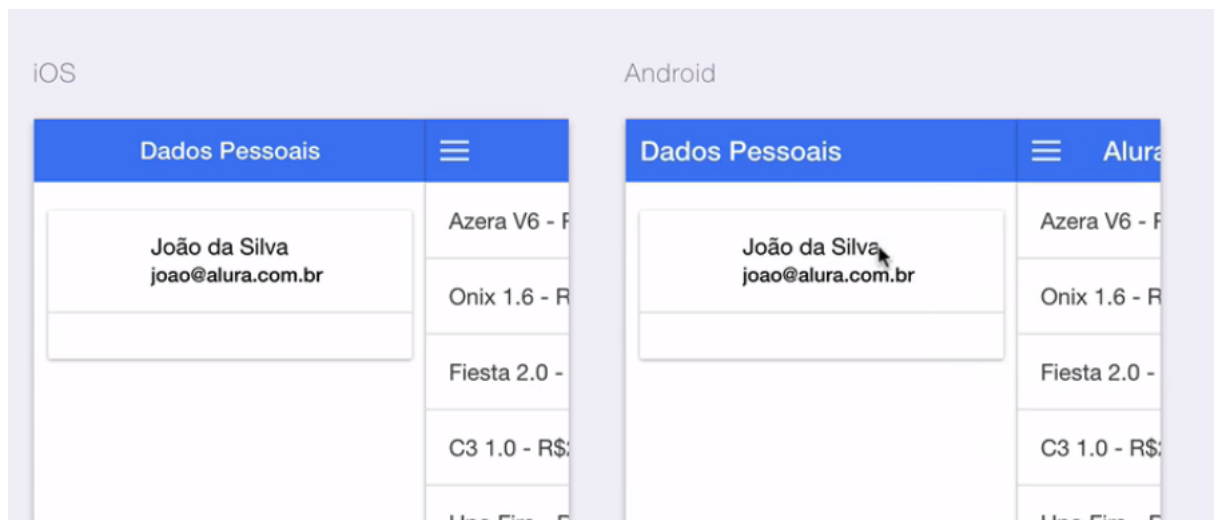 iOS
Dados Pessoais
João da Silva
joao@alura.com.br
Azera V6 -
Onix 1.6 - R
Fiesta 2.0 -
C3 1.0 - R$
Android
Dados Pessoais
Alura
João da Silva
joao@alura.com.br
Azera V6 -
Onix 1.6 - R
Fiesta 2.0 -
C3 1.0 - R$